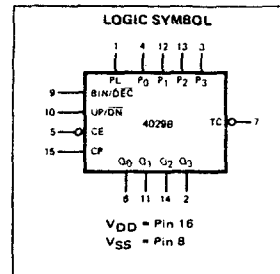 LOGIC SYMBOL
1 4 12 13 3
PL P0 P1 P2 P3
9 BIN/DEC
10 UP/DN
4029B TC 7
5 CE
15 CP
Q0 Q1 Q2 Q3
6 11 14 2
VDD = Pin 16
VSS = Pin 8